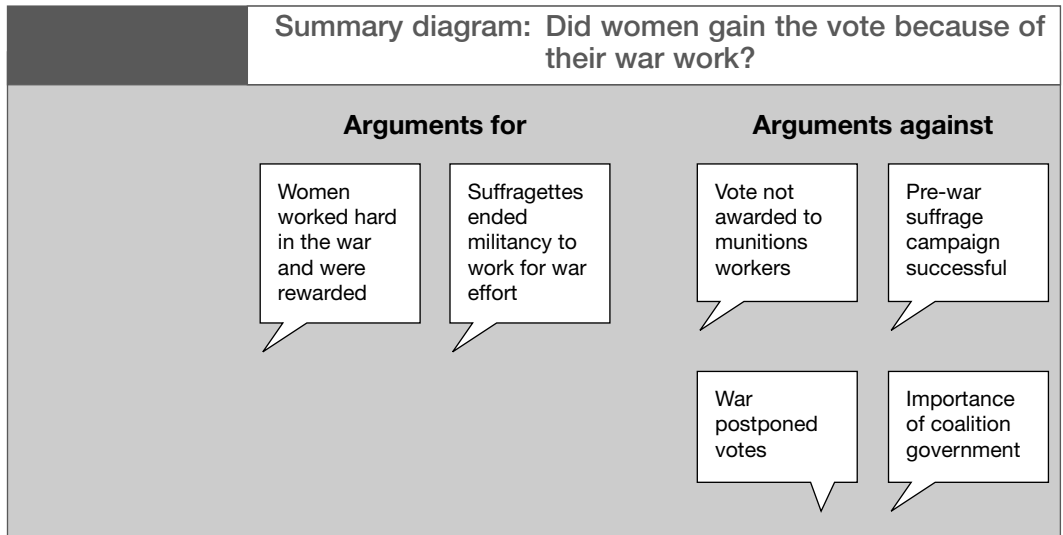 Summary diagram: Did women gain the vote because of
their war work?
Arguments for
Women
worked hard
in the war
and were
rewarded
Suffragettes
ended
militancy to
work for war
effort
Arguments against
Vote not
awarded to
munitions
workers
Pre-war
suffrage
campaign
successful
War
postponed
votes
Importance
of coalition
government